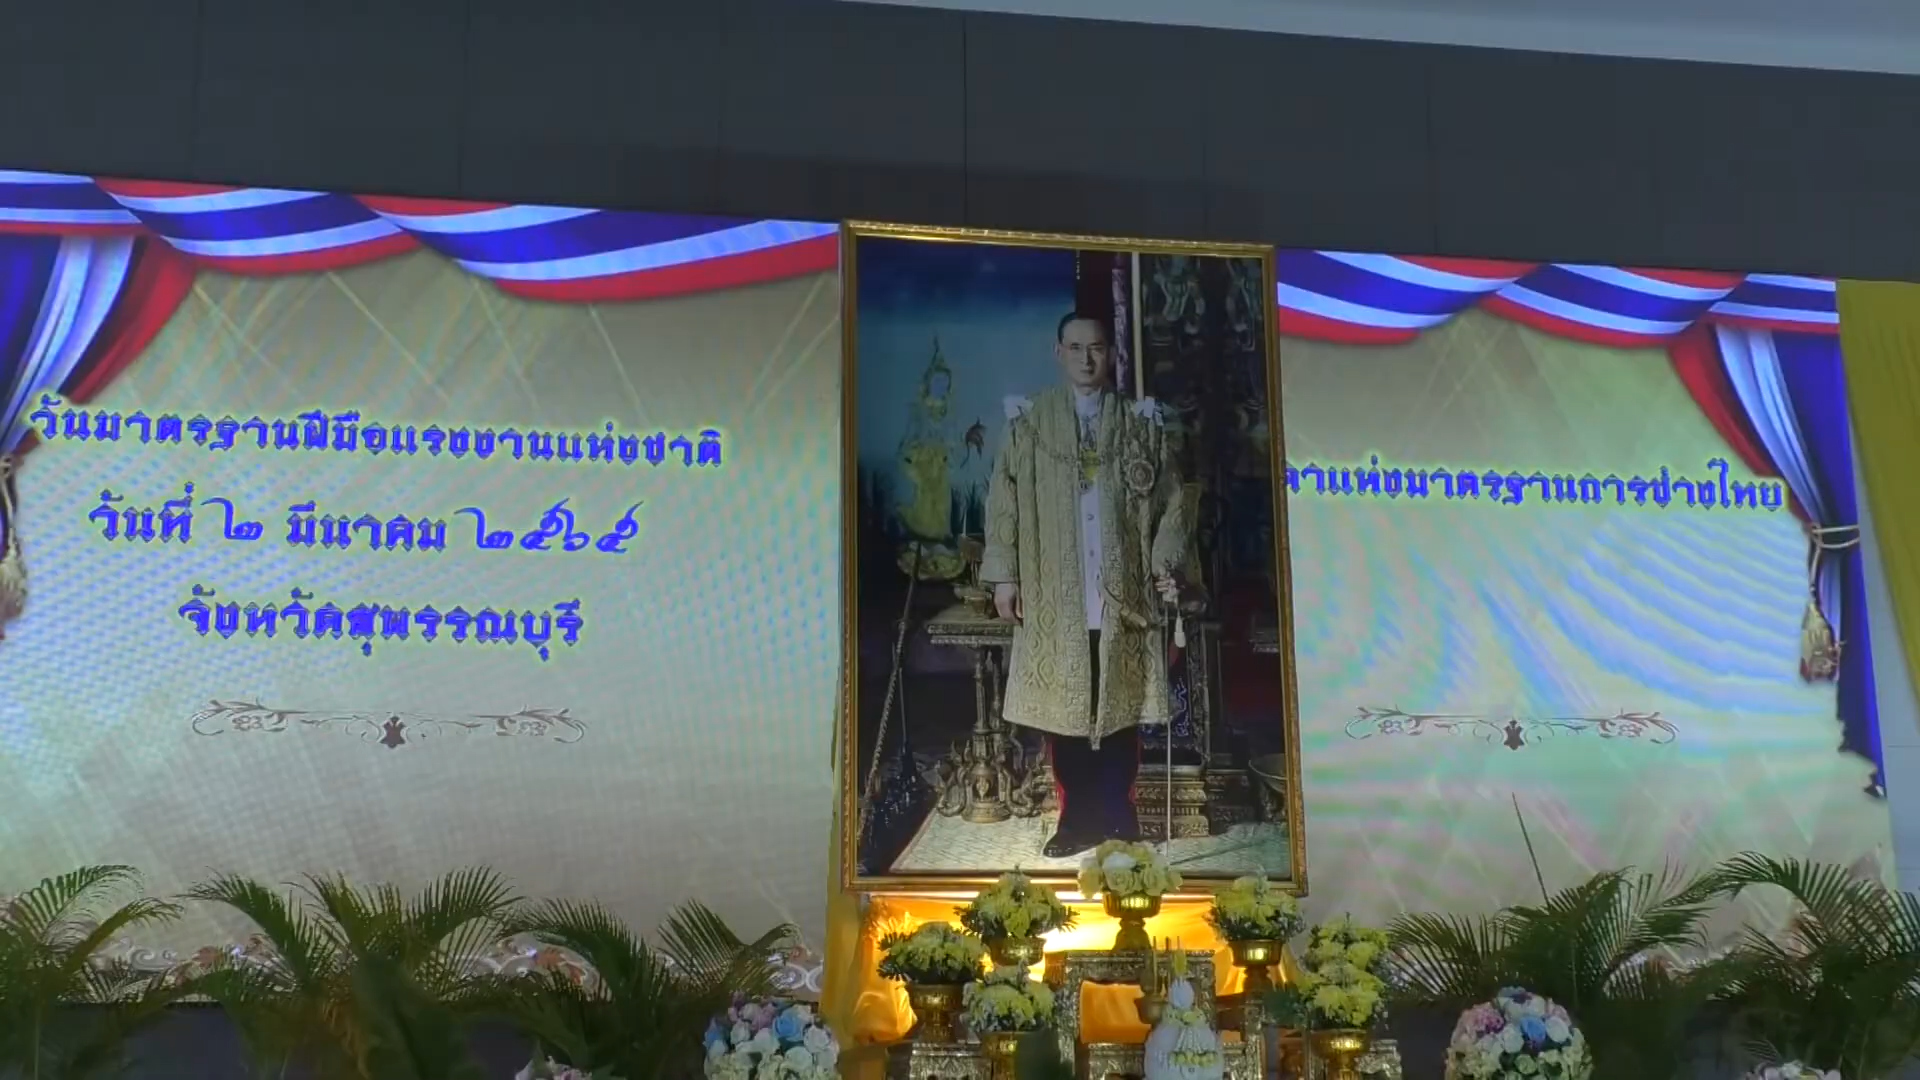 วันมาตรฐานฝีมือแรงงานแห่งชาติ
วันที่ ๒ มีนาคม ๒๕๖๕
จังหวัดสุพรรณบุรี
ดาแห่งมาตรฐานการช่างไทย